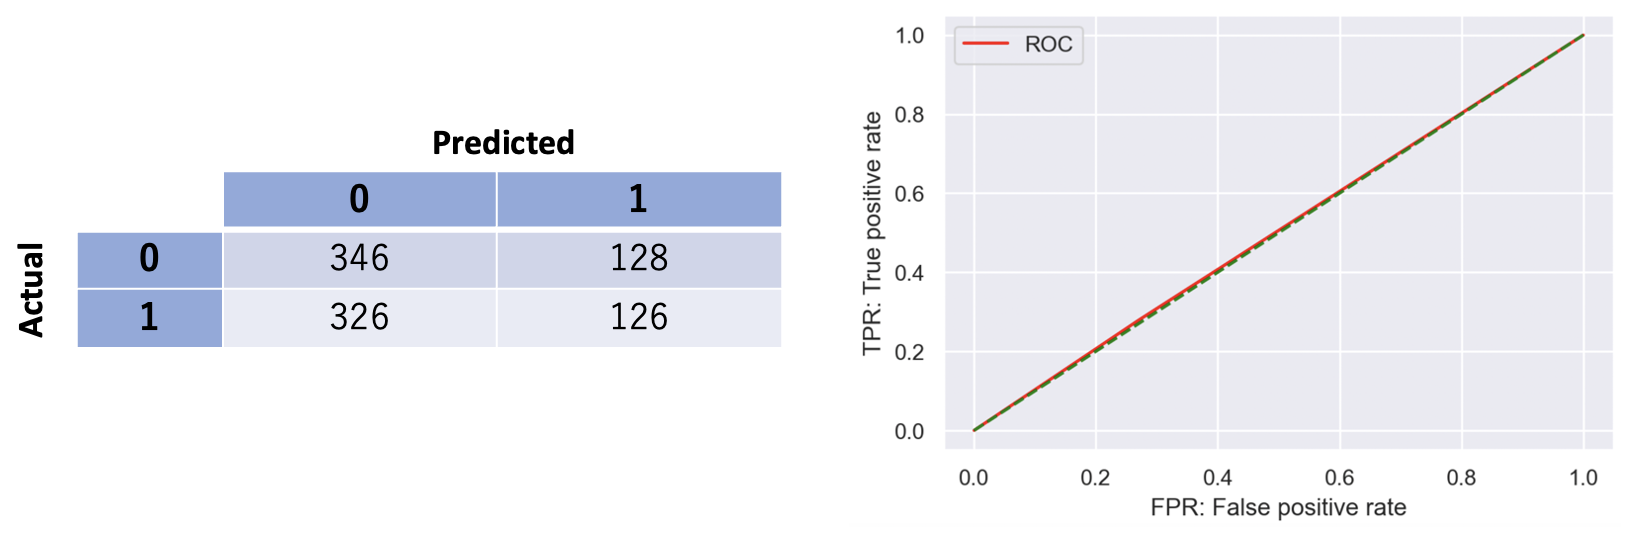 Predicted
0 1
Actual
0 346 128
1 326 126
ROC
1.0
0.8
0.6
0.4
0.2
0.0
TPR: True positive rate
0.0 0.2 0.4 0.6 0.8 1.0
FPR: False positive rate